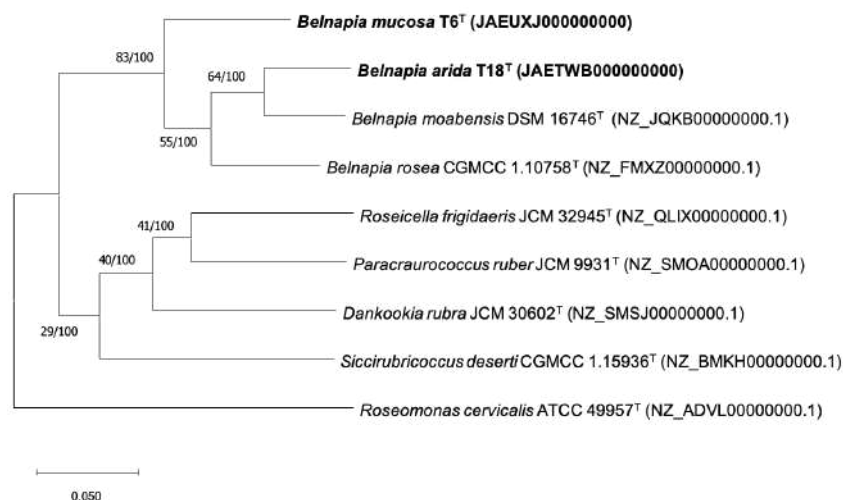 Belnapia mucosa T6ᵀ (JAEUXJ000000000)
83/100
64/100
Belnapia arida T18ᵀ (JAETWB000000000)
Belnapia moabensis DSM 16746ᵀ (NZ_JQKB00000000.1)
55/100
Belnapia rosea CGMCC 1.10758ᵀ (NZ_FMXZ00000000.1)
41/100
Roseicella frigidaeris JCM 32945ᵀ (NZ_QLIX00000000.1)
40/100
Paracraurococcus ruber JCM 9931ᵀ (NZ_SMOA00000000.1)
Dankookia rubra JCM 30602ᵀ (NZ_SMSJ00000000.1)
29/100
Siccirubricoccus deserti CGMCC 1.15936ᵀ (NZ_BMKH00000000.1)
Roseomonas cervicalis ATCC 49957ᵀ (NZ_ADVL00000000.1)
0.050